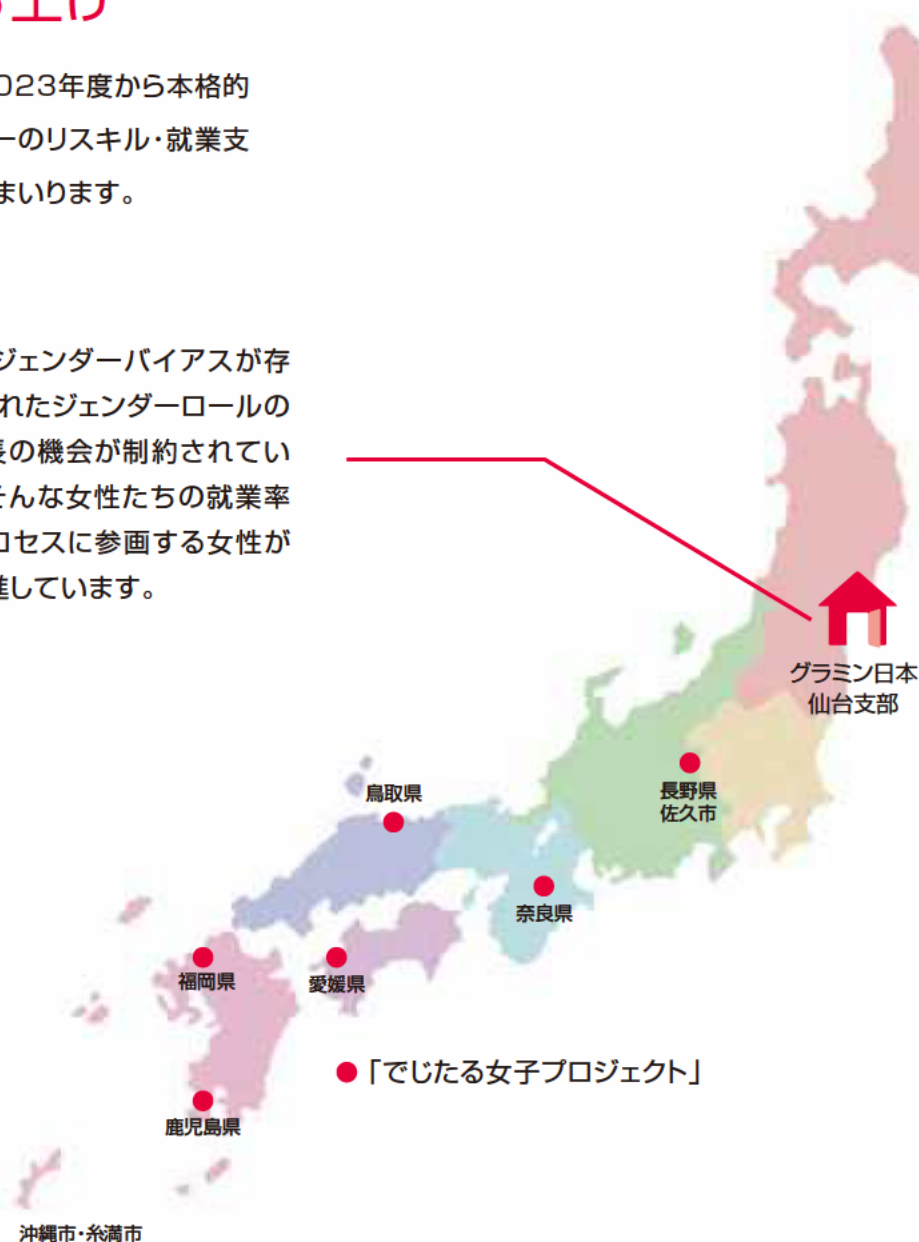 上げ
023年度から本格的
ーのリスキル・就業支
まいります。
ジェンダーバイアスが存
れたジェンダーロールの
長の機会が制約されてい
そんな女性たちの就業率
ロセスに参画する女性が
進しています。
グラミン日本
仙台支部
長野県
佐久市
鳥取県
奈良県
福岡県
愛媛県
●「でじたる女子プロジェクト」
鹿児島県
沖縄市・糸満市